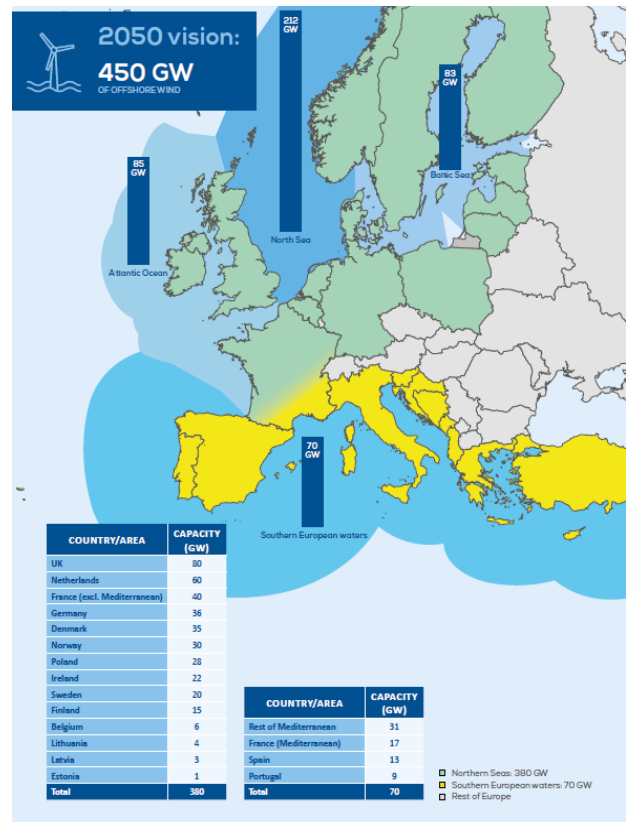 2050 vision:
450 GW
OF OFFSHORE WIND
212
GW
83
GW
Baltic Sea
85
GW
North Sea
Atlantic Ocean
70
GW
Southern European waters
COUNTRY/AREA CAPACITY (GW)
UK 80
Netherlands 60
France (excl. Mediterranean) 40
Germany 36
Denmark 35
Norway 30
Poland 28
Ireland 22
Sweden 20
Finland 15
Belgium 6
Lithuania 4
Latvia 3
Estonia 1
Total 380
COUNTRY/AREA CAPACITY (GW)
Rest of Mediterranean 31
France (Mediterranean) 17
Spain 13
Portugal 9
Total 70
Northern Seas: 380 GW
Southern European waters: 70 GW
Rest of Europe